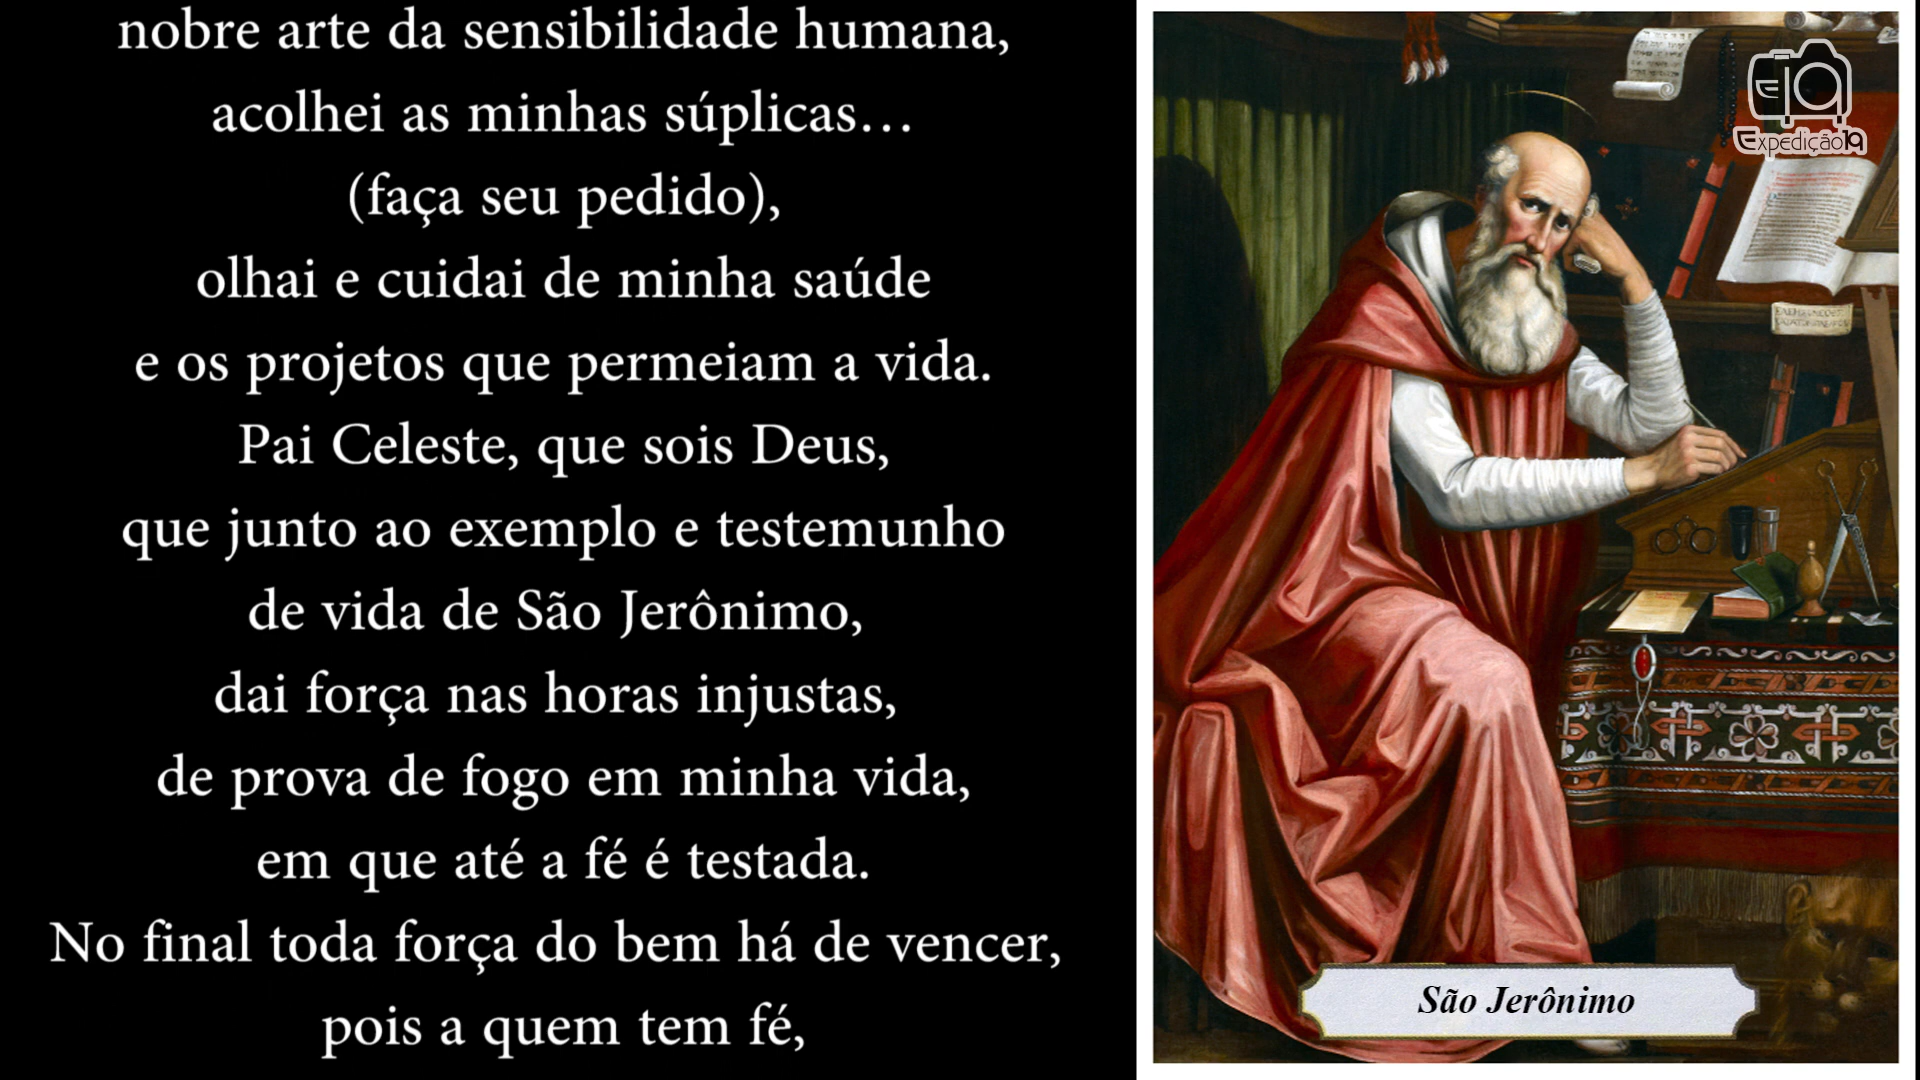 nobre arte da sensibilidade humana,
acolhei as minhas súplicas…
(faça seu pedido),
olhai e cuidai de minha saúde
e os projetos que permeiam a vida.
Pai Celeste, que sois Deus,
que junto ao exemplo e testemunho
de vida de São Jerônimo,
dai força nas horas injustas,
de prova de fogo em minha vida,
em que até a fé é testada.
No final toda força do bem há de vencer,
pois a quem tem fé,
E19
Expedição19
São Jerônimo